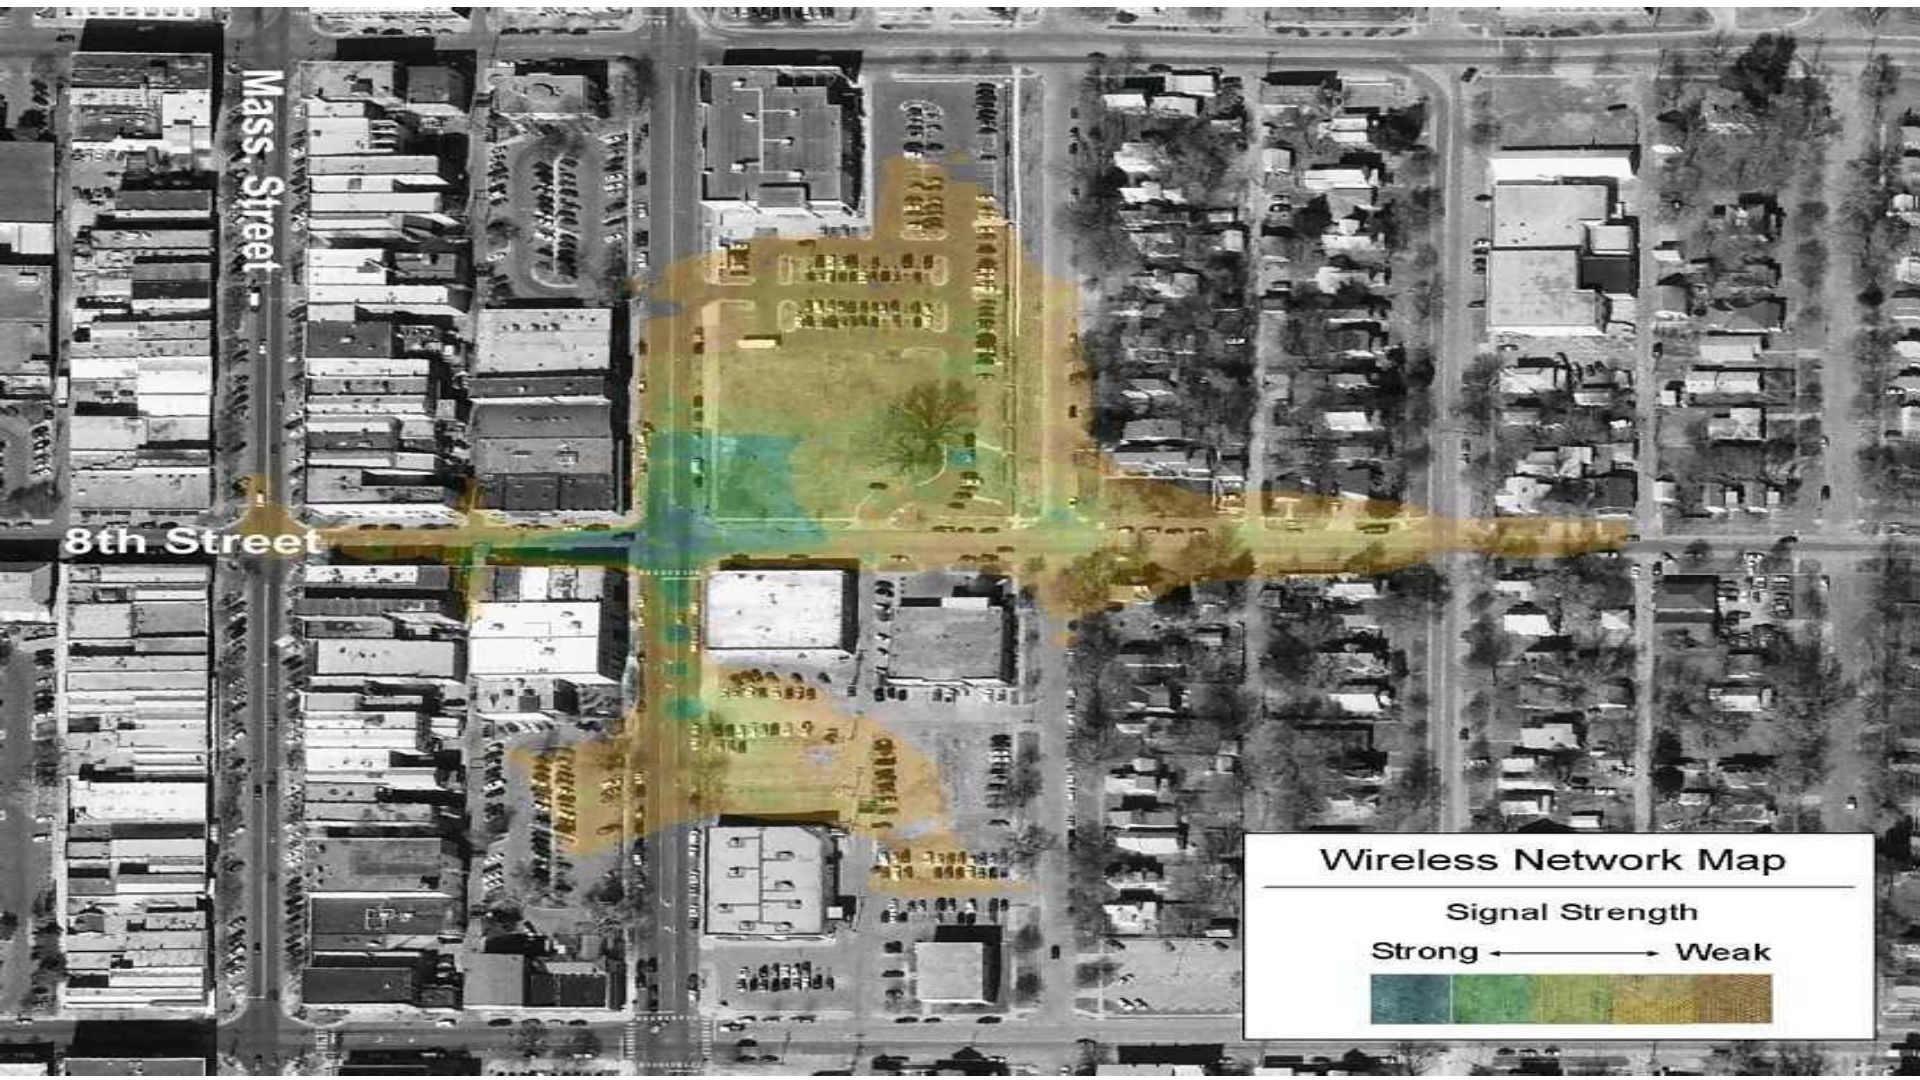 Mass. Street
8th Street
Wireless Network Map
Signal Strength
Strong
Weak